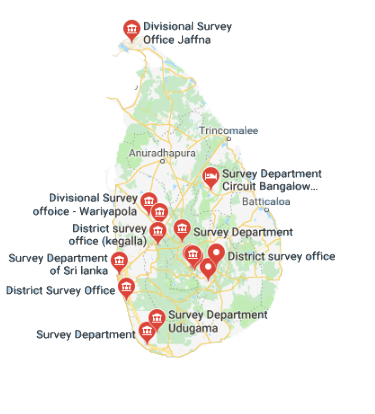 Divisional Survey
Office Jaffna
Trincomalee
Anuradhapura
Survey Department
Circuit Bangalow...
Divisional Survey
offoice - Wariyapola
Batticaloa
District survey
office (kegalla)
Survey Department
Survey Department
of Sri lanka
District survey office
District Survey Office
Survey Department
Udugama
Survey Department